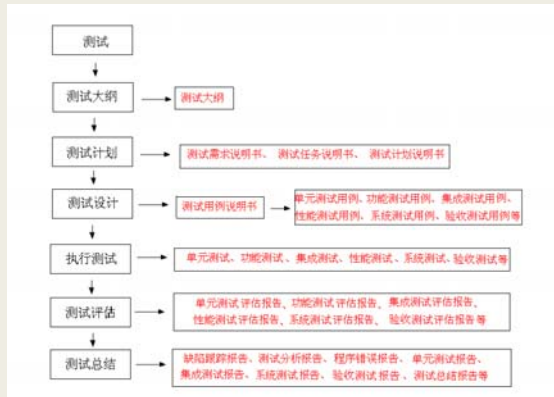 测试
测试大纲
测试大纲
测试计划
测试需求说明书、测试任务说明书、测试计划说明书
测试设计
测试用例说明书
单元测试用例、功能测试用例、集成测试用例、
性能测试用例、系统测试用例、验收测试用例等
执行测试
单元测试、功能测试、集成测试、性能测试、系统测试、验收测试等
测试评估
单元测试评估报告、功能测试评估报告、集成测试评估报告、
性能测试评估报告、系统测试评估报告、验收测试评估报告等
测试总结
缺陷跟踪报告、测试分析报告、程序错误报告、单元测试报告、
集成测试报告、系统测试报告、验收测试报告、测试总结报告等